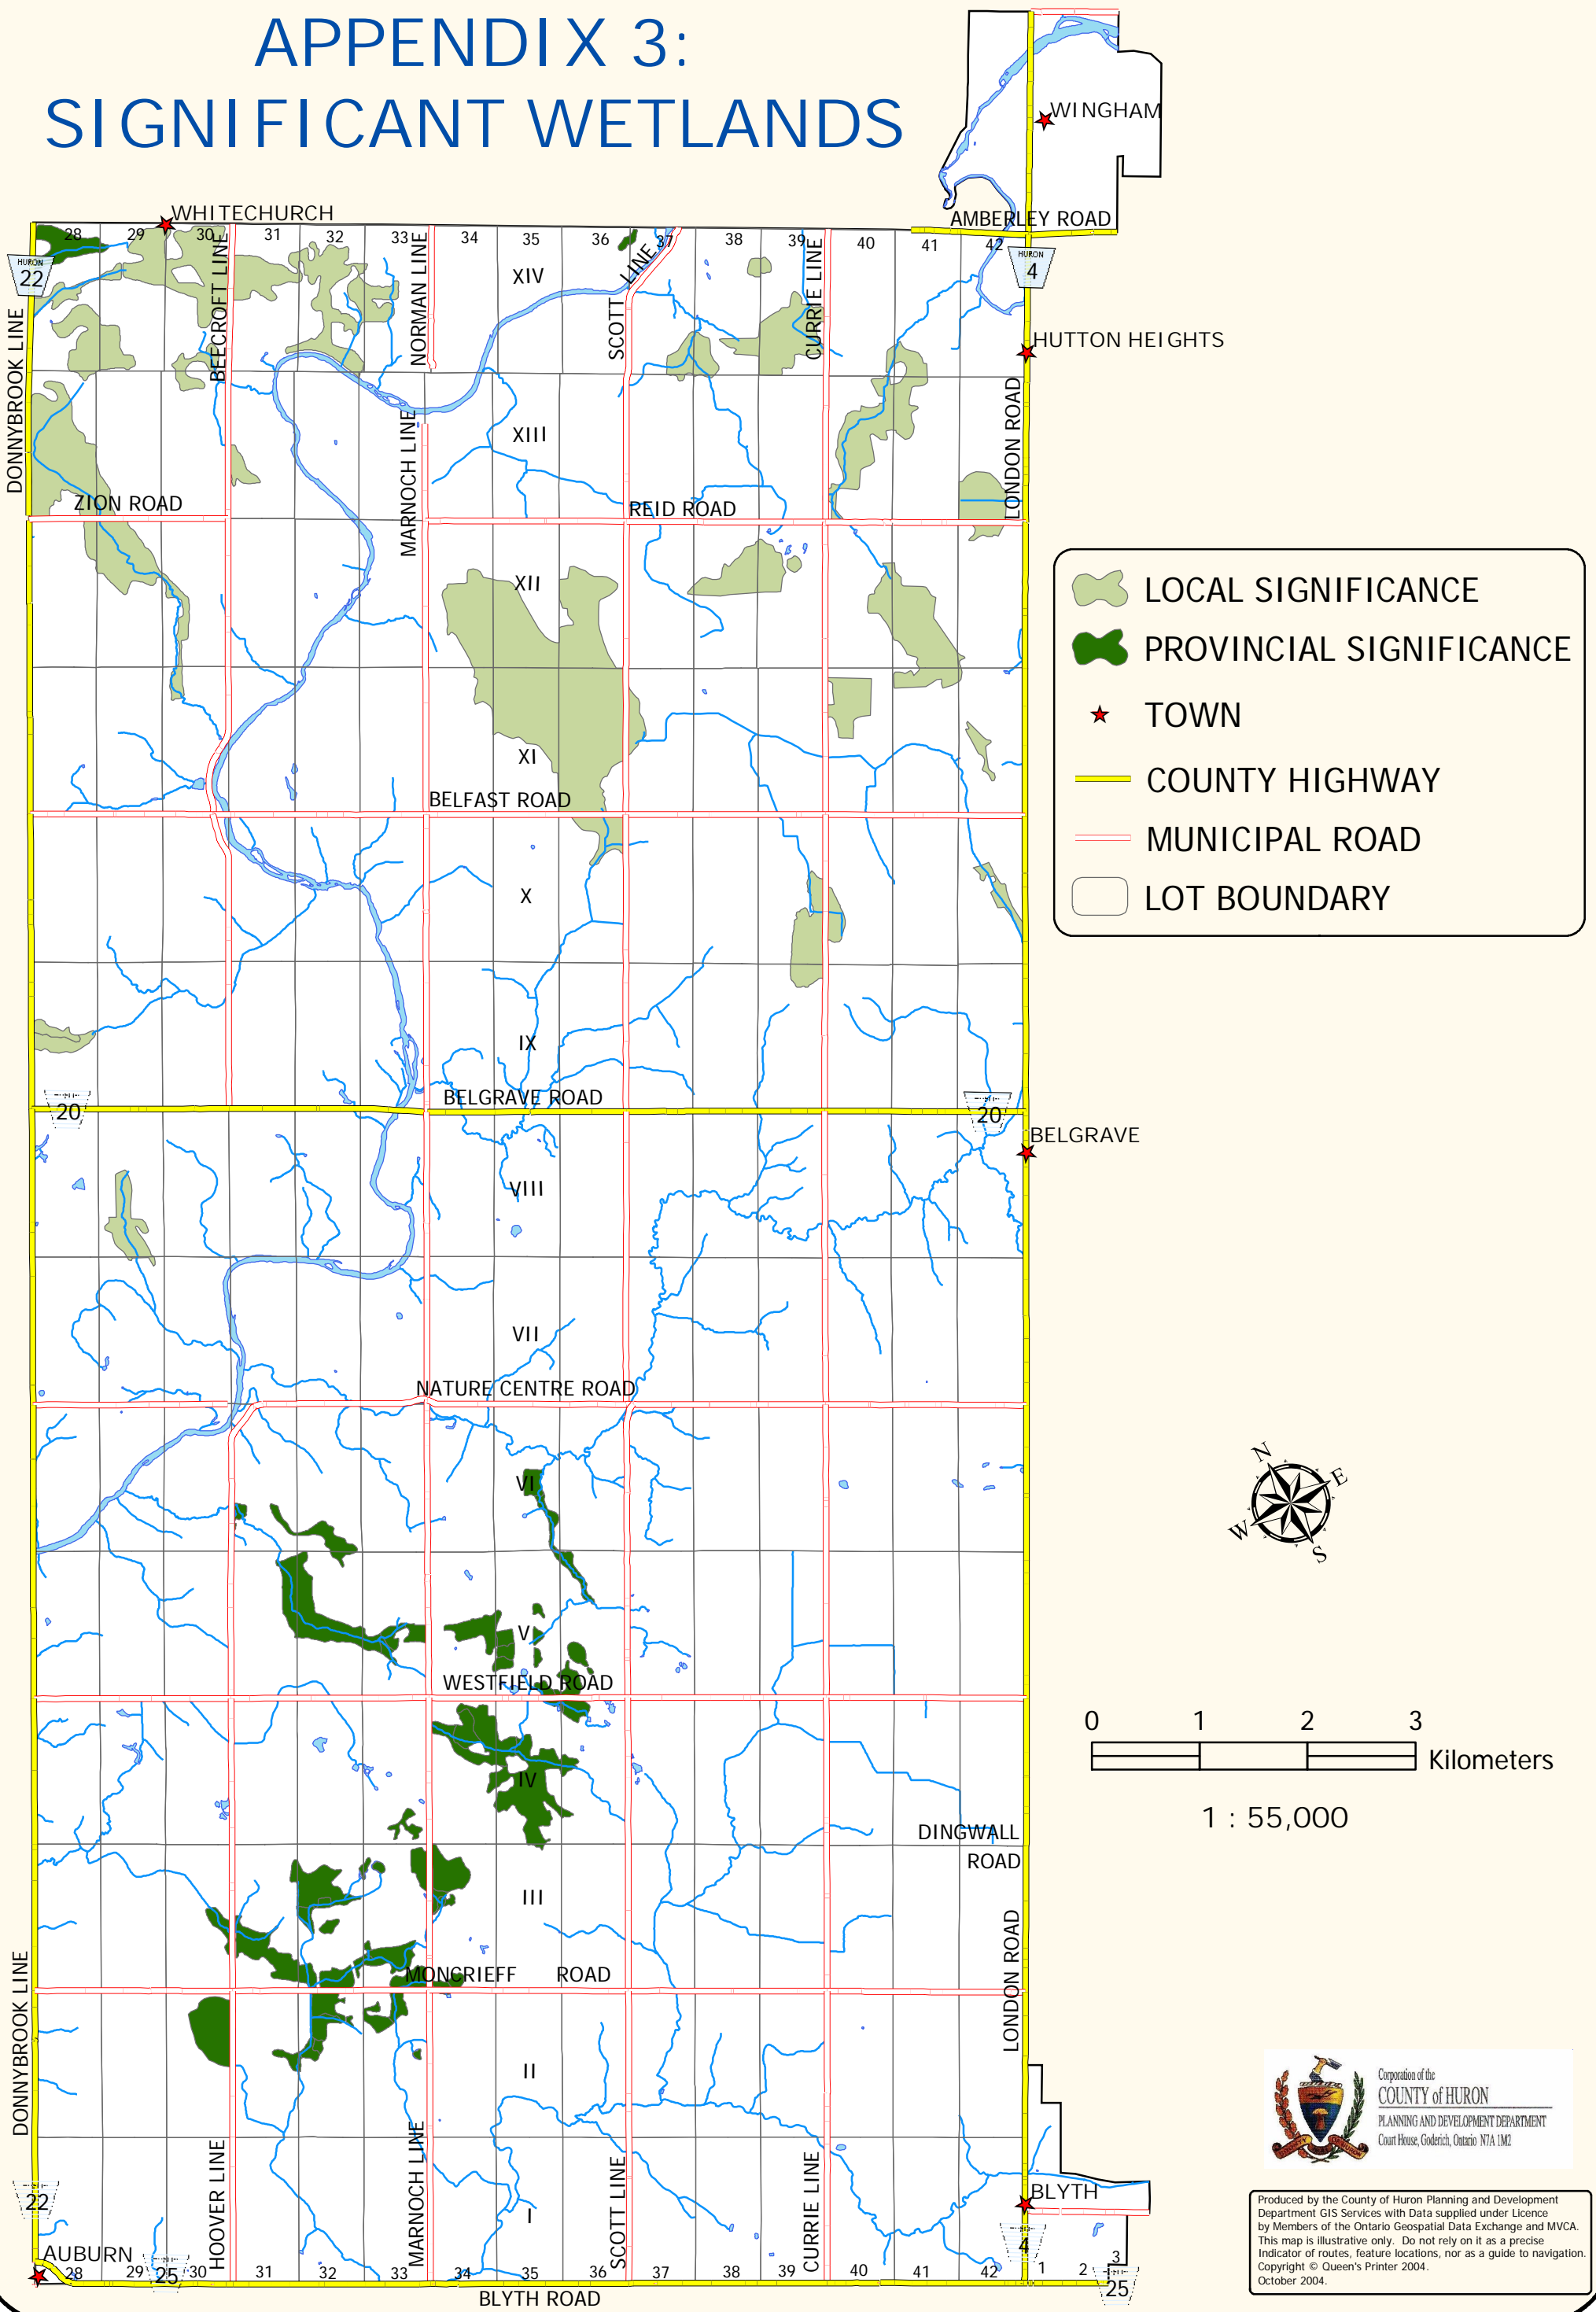 APPENDIX 3:
SIGNIFICANT WETLANDS
WINGHAM
AMBERLEY ROAD
WHITECHURCH
28 29 30 31 32 33 34 35 36 37 38 39 40 41 42
HURON
22
HURON
4
XIV
DONNYBROOK LINE
BEECROFT LINE
NORMAN LINE
SCOTT LINE
CURRIE LINE
LONDON ROAD
HUTTON HEIGHTS
XIII
MARNOCH LINE
ZION ROAD
REID ROAD
XII
LOCAL SIGNIFICANCE
PROVINCIAL SIGNIFICANCE
TOWN
COUNTY HIGHWAY
MUNICIPAL ROAD
LOT BOUNDARY
XI
BELFAST ROAD
X
IX
BELGRAVE ROAD
20
20
BELGRAVE
VIII
VII
NATURE CENTRE ROAD
N
E
W
S
VI
V
WESTFIELD ROAD
0 1 2 3
Kilometers
1 : 55,000
IV
DINGWALL
ROAD
III
MONCRIEFF ROAD
DONNYBROOK LINE
LONDON ROAD
II
Corporation of the
COUNTY of HURON
PLANNING AND DEVELOPMENT DEPARTMENT
Court House, Goderich, Ontario N7A 1M2
HOOVER LINE
MARNOCH LINE
SCOTT LINE
CURRIE LINE
22
I
BLYTH
4
AUBURN
28 29 25 30 31 32 33 34 35 36 37 38 39 40 41 42 1 2 3
25
BLYTH ROAD
Produced by the County of Huron Planning and Development
Department GIS Services with Data supplied under Licence
by Members of the Ontario Geospatial Data Exchange and MVCA.
This map is illustrative only. Do not rely on it as a precise
Indicator of routes, feature locations, nor as a guide to navigation.
Copyright © Queen's Printer 2004.
October 2004.